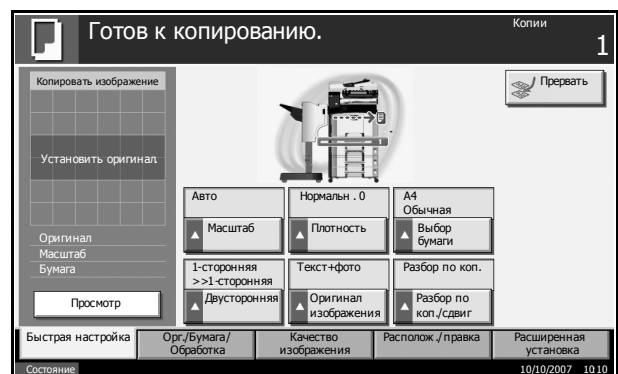 Готов к копированию.
Копии
1
Копировать изображение
Установить оригинал.
Оригинал
Масштаб
Бумага
Просмотр
Прервать
Авто
Масштаб
Нормальн . 0
Плотность
A4
Обычная
Выбор
бумаги
1-сторонняя
>>1-сторонняя
Двусторонняя
Текст+фото
Оригинал
изображения
Разбор по коп.
Разбор по
коп./сдвиг
Быстрая настройка
Орг./Бумага/
Обработка
Качество
изображения
Располож ./ правка
Расширенная
установка
Состояние
10/10/2007 10:10